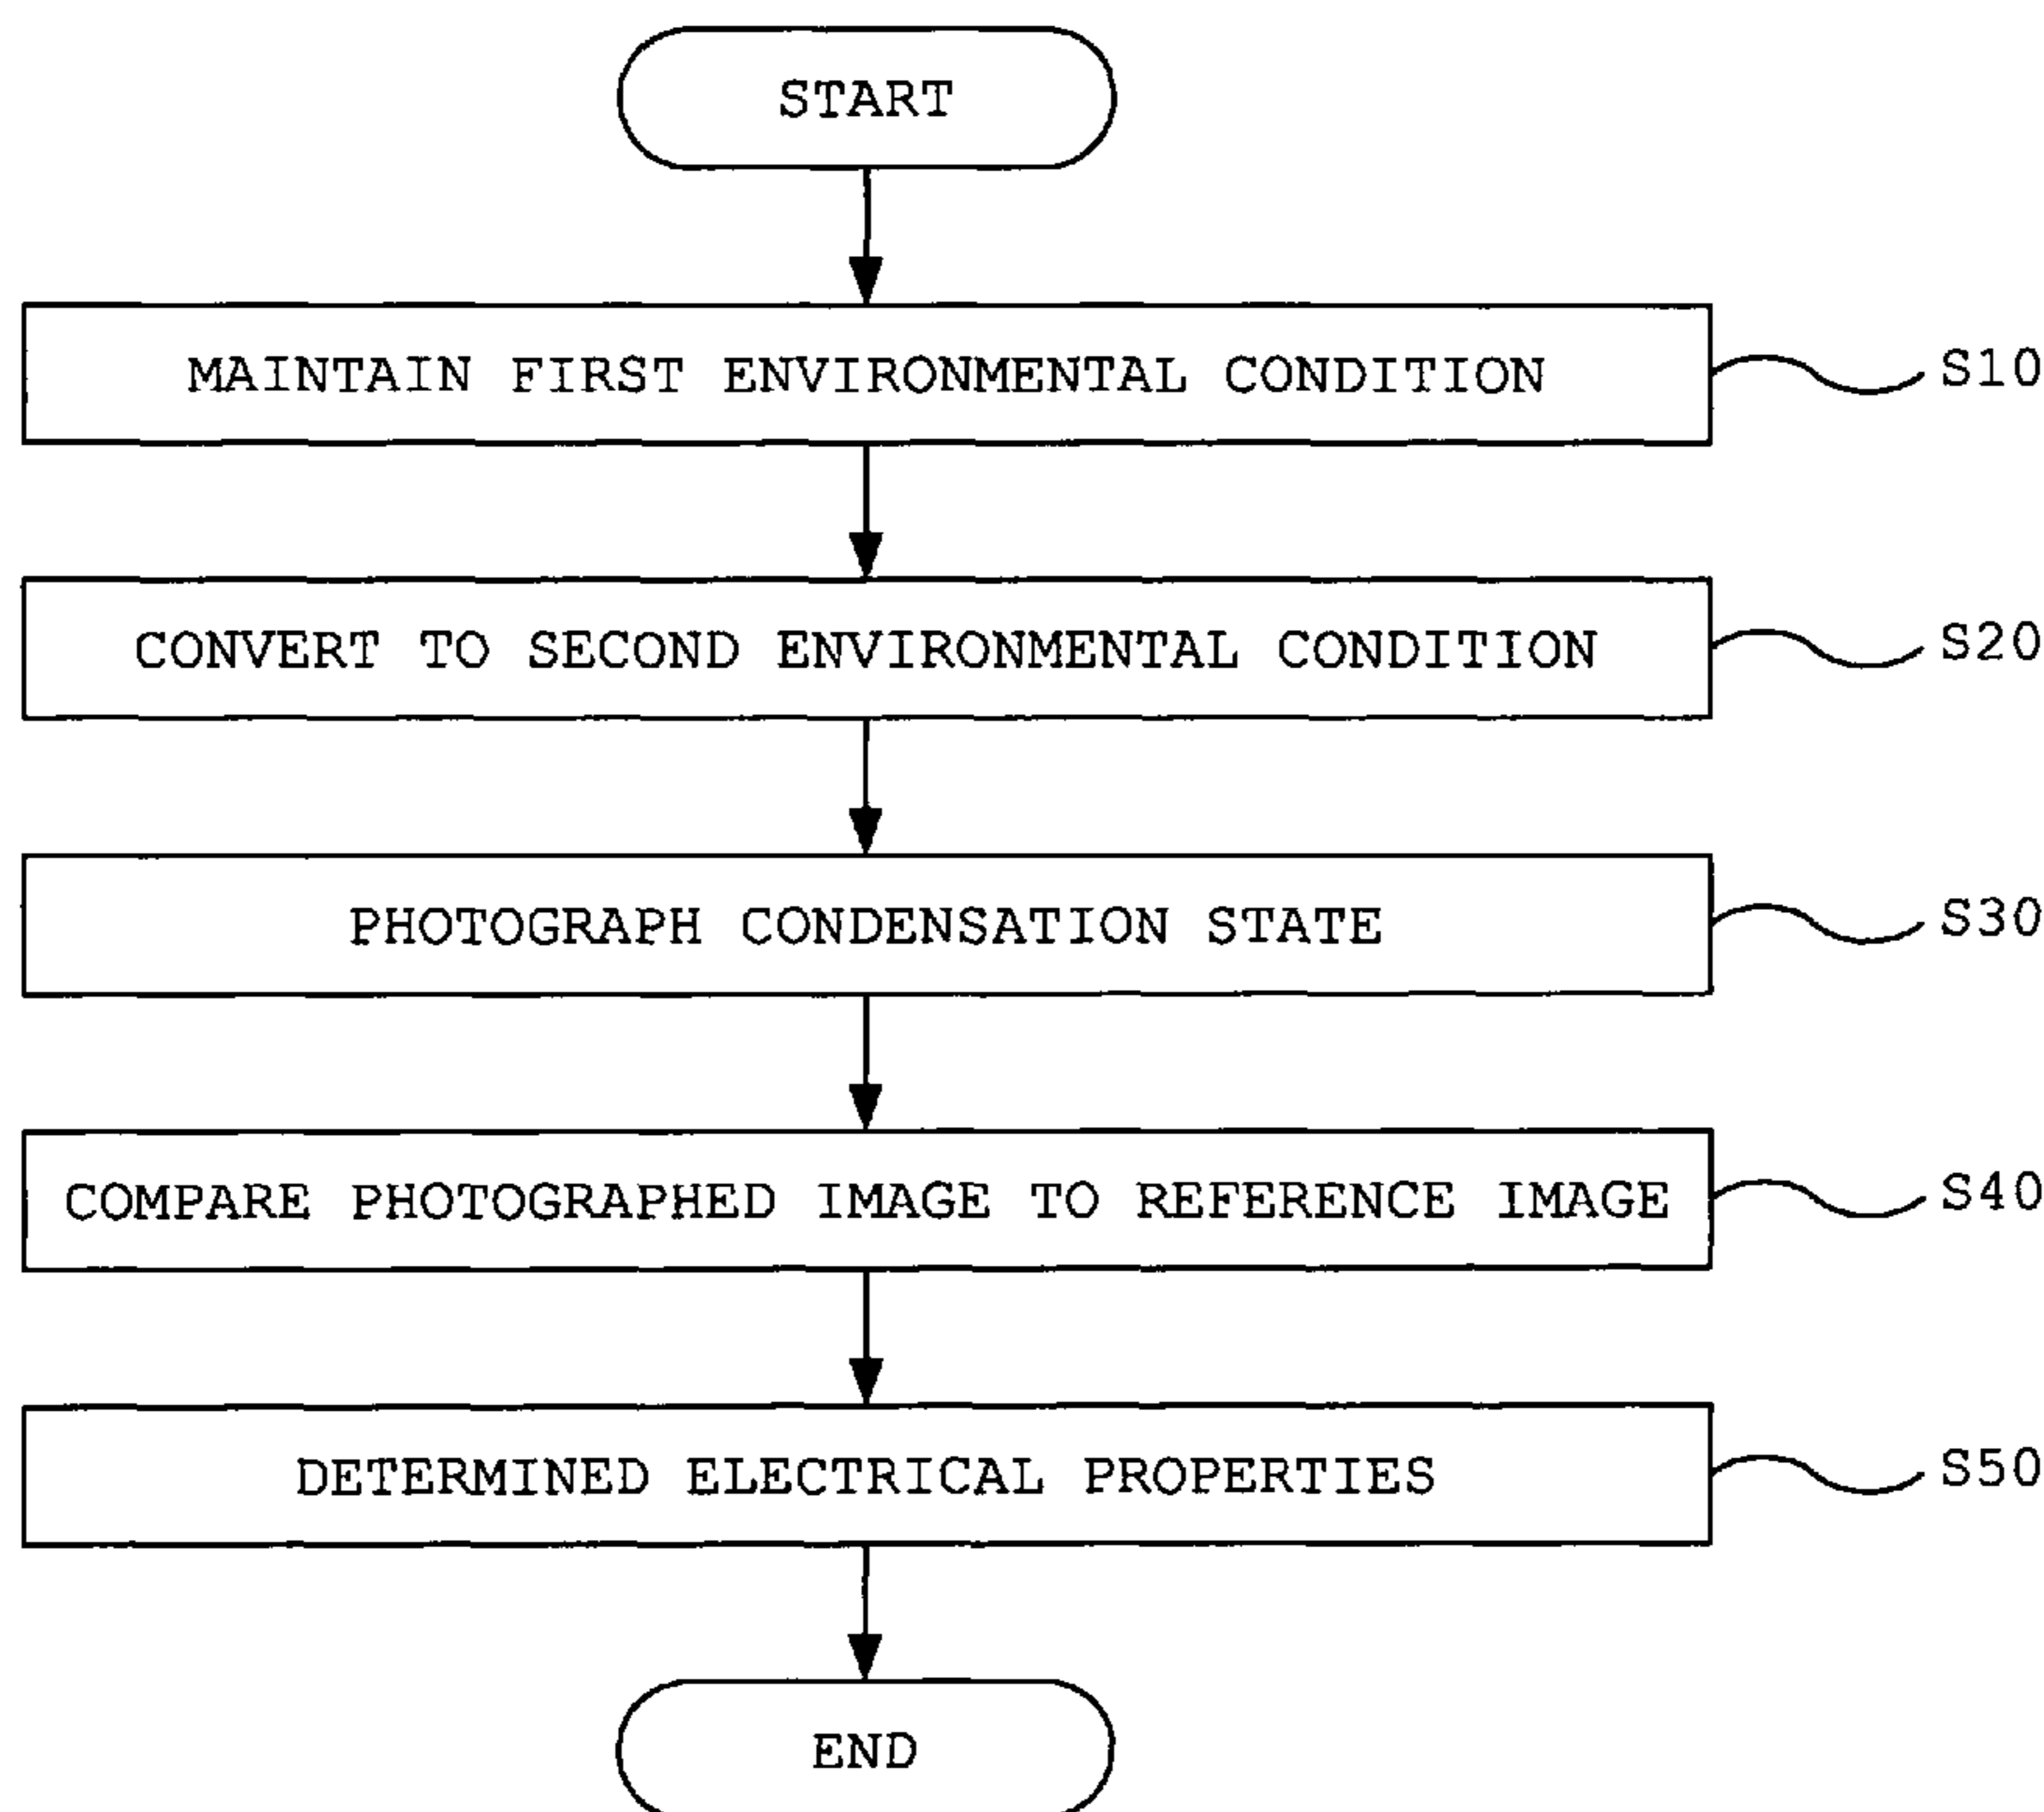 START
MAINTAIN FIRST ENVIRONMENTAL CONDITION
S10
CONVERT TO SECOND ENVIRONMENTAL CONDITION
S20
PHOTOGRAPH CONDENSATION STATE
S30
COMPARE PHOTOGRAPHED IMAGE TO REFERENCE IMAGE
S40
DETERMINED ELECTRICAL PROPERTIES
S50
END